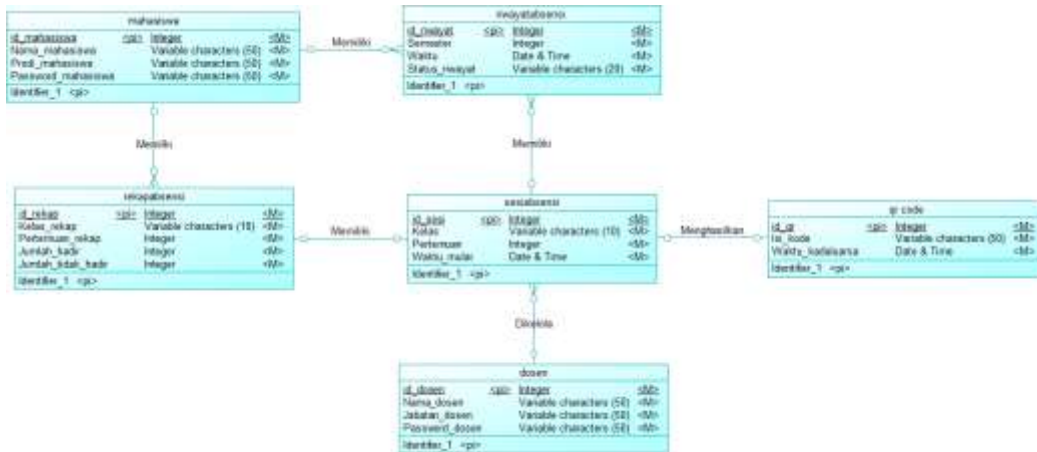 mahasiswa
id_mahasiswa <pi> Integer <M>
Nama_mahasiswa Variable characters (50) <M>
Prodi_mahasiswa Variable characters (50) <M>
Password_mahasiswa Variable characters (50) <M>
Identifier_1 <pi>
Memiliki
riwayatabsensi
id_riwayat <pi> Integer <M>
Semester Integer <M>
Waktu Date & Time <M>
Status_riwayat Variable characters (20) <M>
Identifier_1 <pi>
Memiliki
Memiliki
rekapabsensi
id_rekap <pi> Integer <M>
Kelas_rekap Variable characters (10) <M>
Pertemuan_rekap Integer <M>
Jumlah_hadir Integer <M>
Jumlah_tidak_hadir Integer <M>
Identifier_1 <pi>
Memiliki
sesiabsensi
id_sesi <pi> Integer <M>
Kelas Variable characters (10) <M>
Pertemuan Integer <M>
Waktu_mulai Date & Time <M>
Identifier_1 <pi>
Menghasilkan
qr code
id_qr <pi> Integer <M>
isi_kode Variable characters (50) <M>
Waktu_kadaluarsa Date & Time <M>
Identifier_1 <pi>
Dikelola
dosen
id_dosen <pi> Integer <M>
Nama_dosen Variable characters (50) <M>
Jabatan_dosen Variable characters (50) <M>
Password_dosen Variable characters (50) <M>
Identifier_1 <pi>